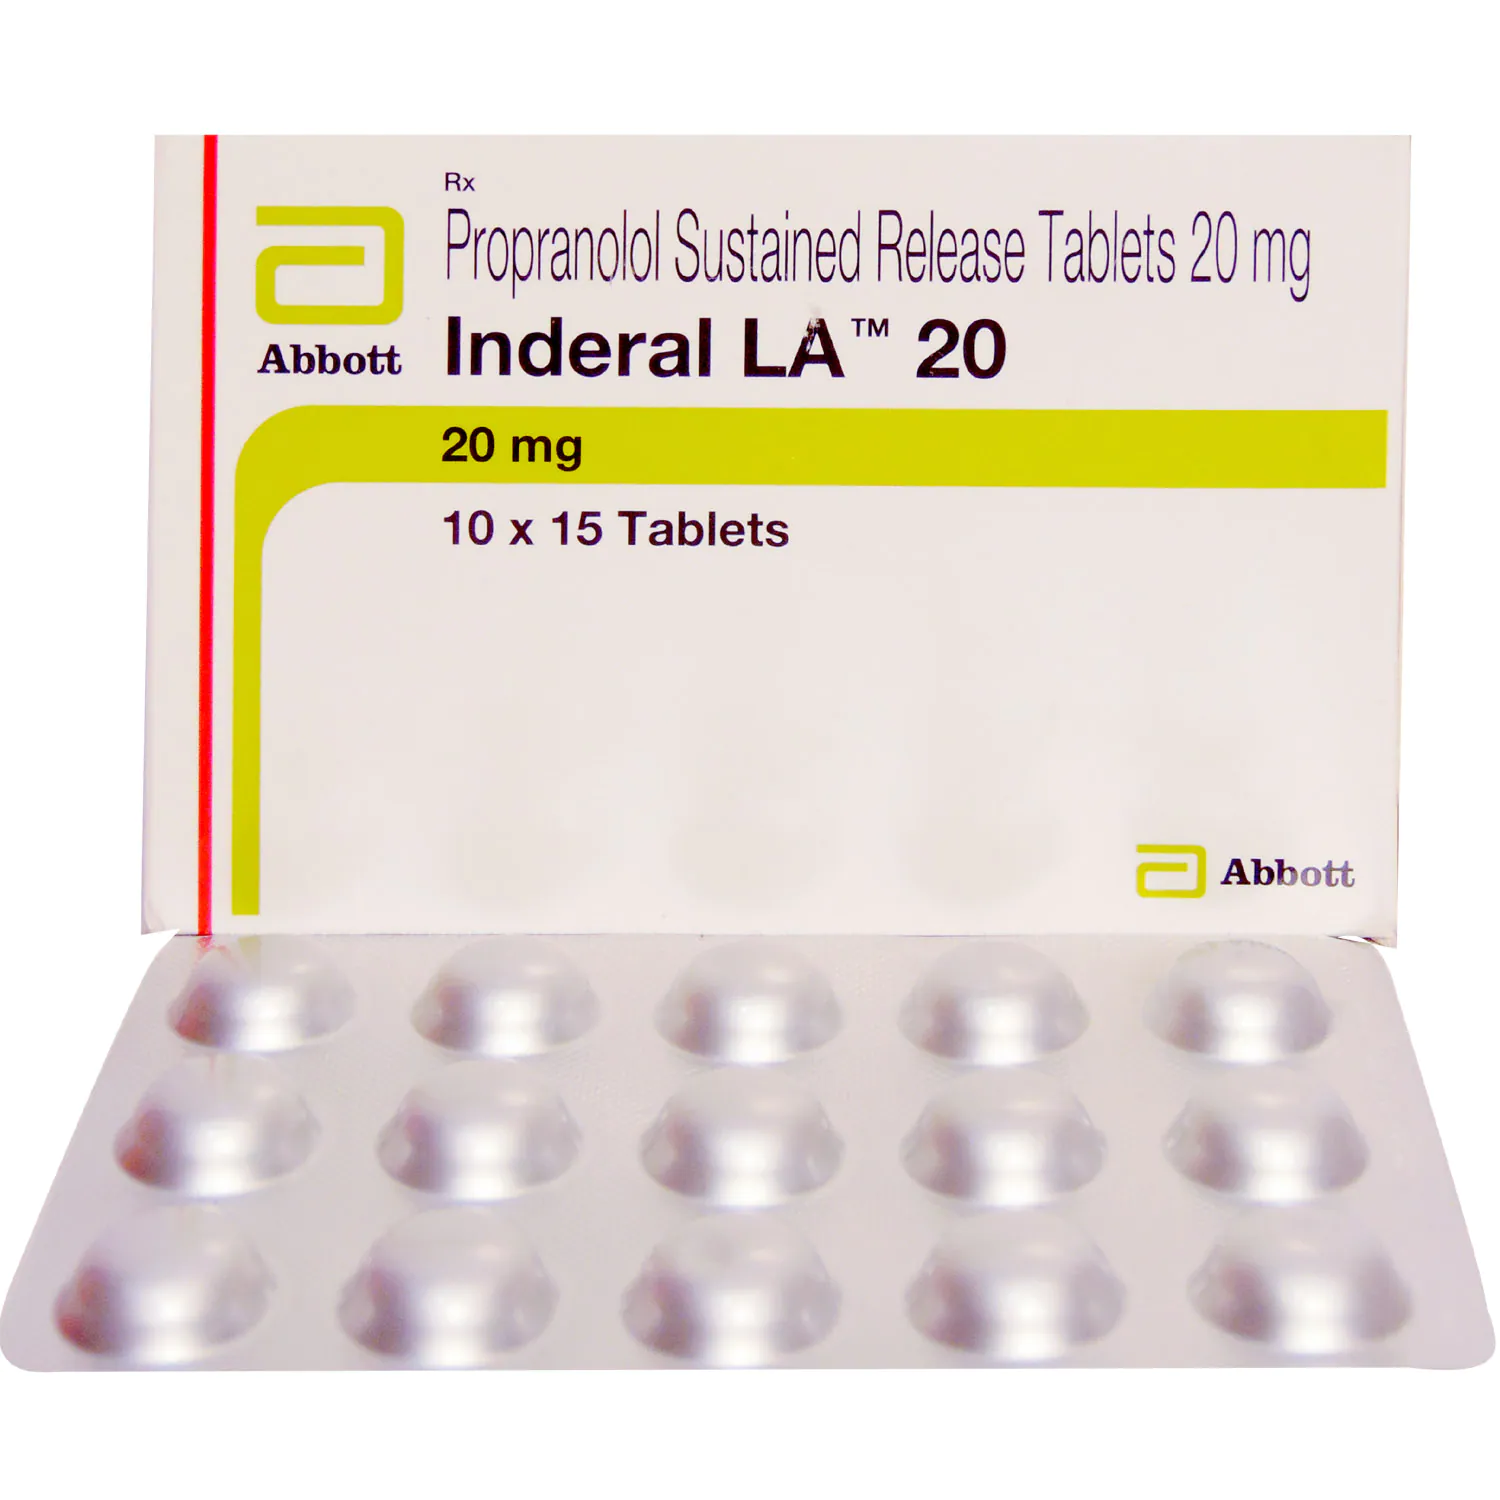 Rx
Propranolol Sustained Release Tablets 20 mg
Inderal LA™ 20
Abbott
20 mg
10 x 15 Tablets
Abbott